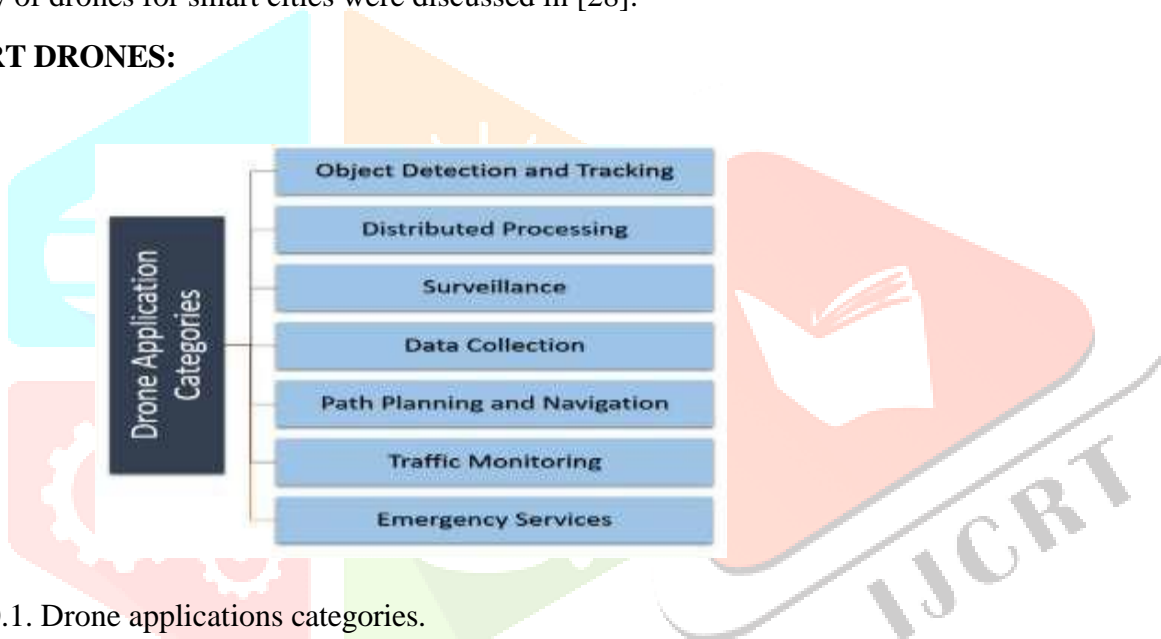 of drones for smart cities were discussed in [28].
DRONES:
Object Detection and Tracking
Distributed Processing
Surveillance
Drone Application
Categories
Data Collection
Path Planning and Navigation
Traffic Monitoring
Emergency Services
IJCRT
.1. Drone applications categories.